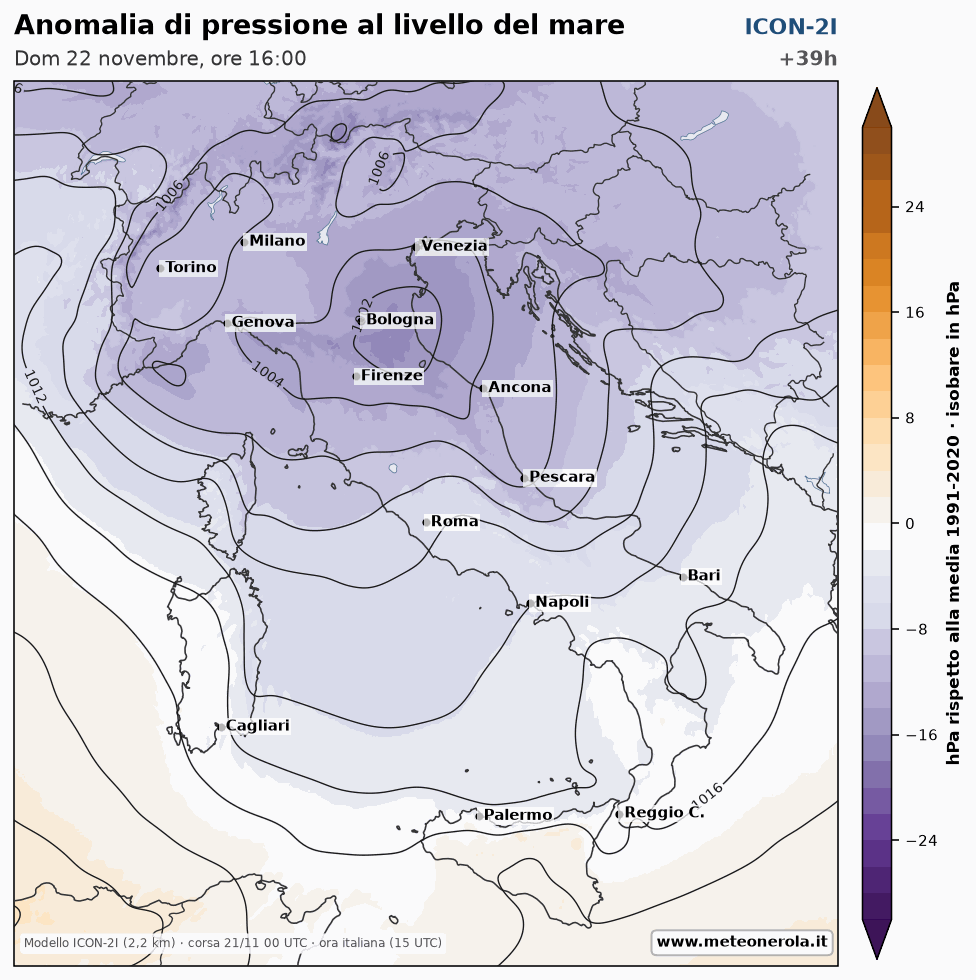 Anomalia di pressione al livello del mare
ICON-2I
Dom 22 novembre, ore 16:00
+39h
6
1006
1006
Milano
Venezia
Torino
Bologna
Genova
1004
Firenze
1012
Ancona
Pescara
Roma
Bari
Napoli
Cagliari
1016
Palermo
Reggio C.
24
16
8
0
−8
−16
−24
hPa rispetto alla media 1991-2020 · isobare in hPa
Modello ICON-2I (2,2 km) · corsa 21/11 00 UTC · ora italiana (15 UTC)
www.meteonerola.it